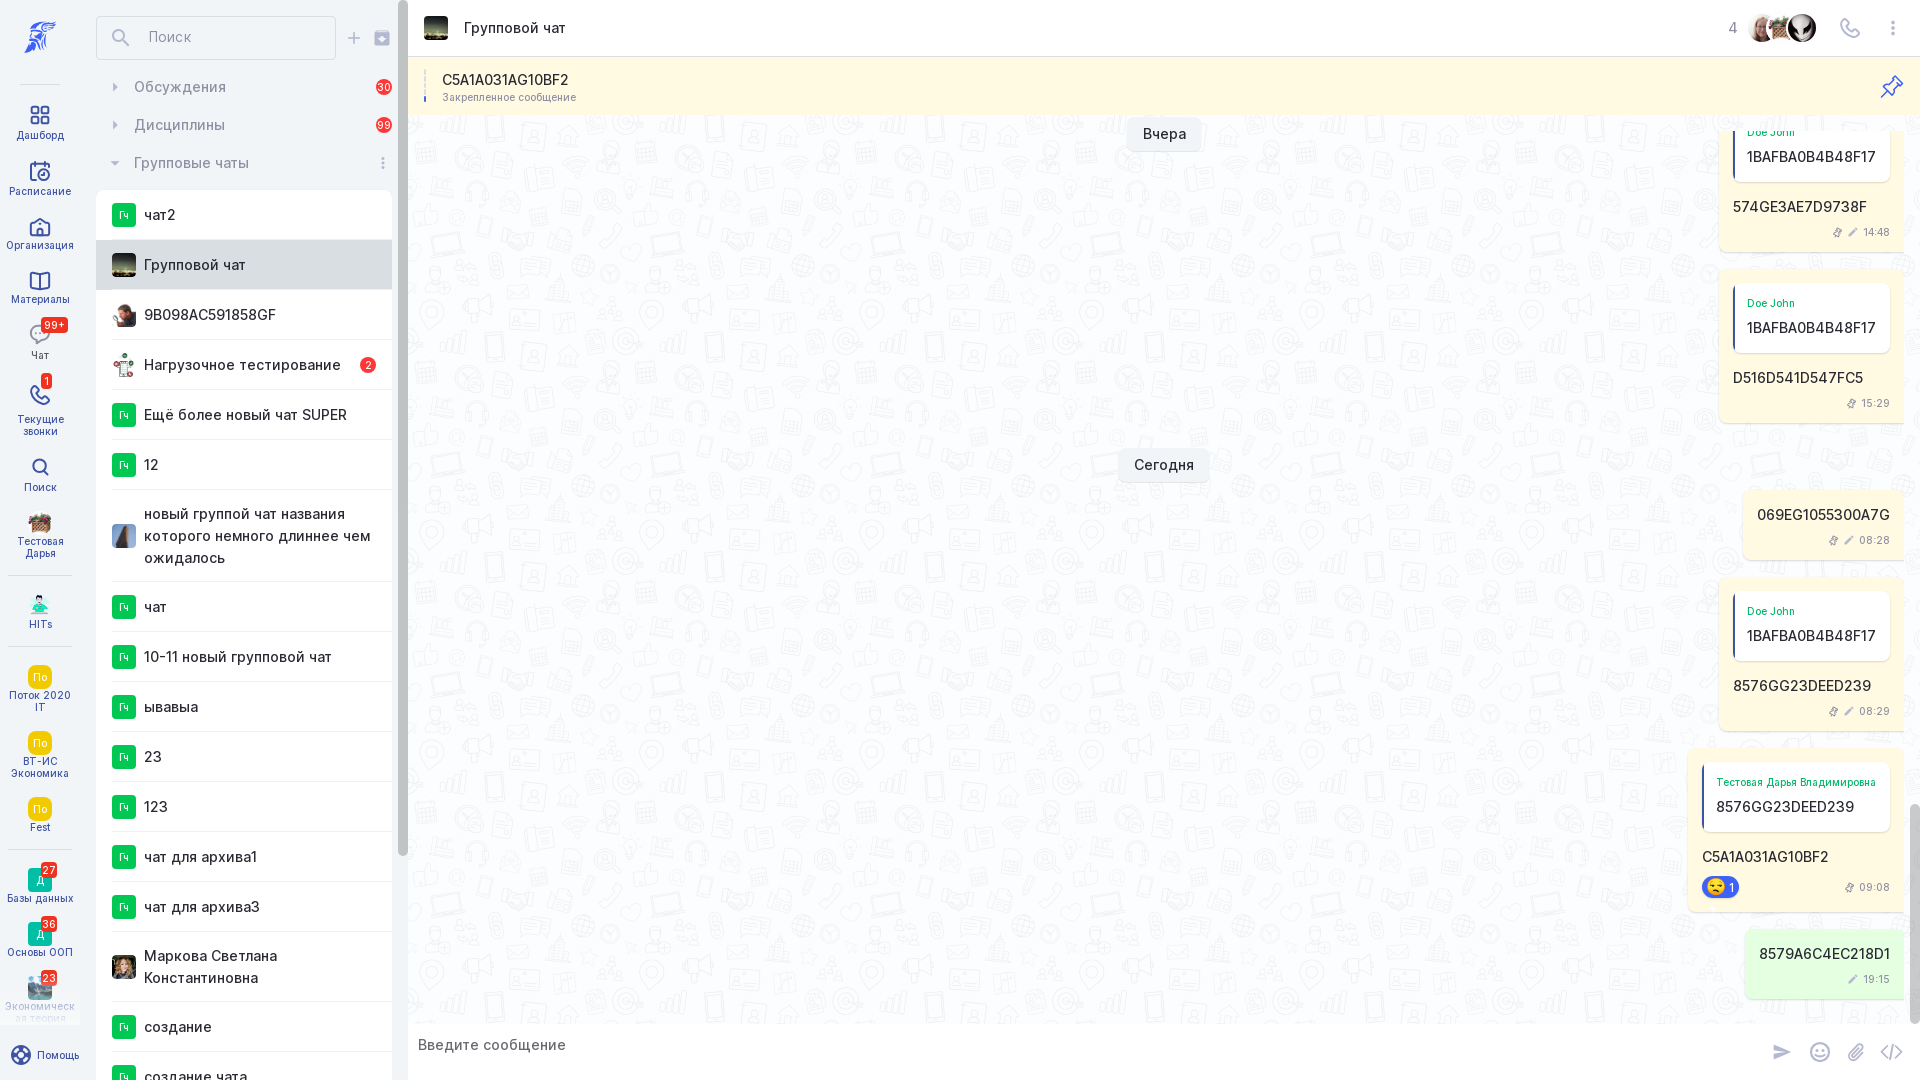 Дашборд
Расписание
Организация
Материалы
99+
Чат
1
Текущие
звонки
Поиск
Тестовая
Дарья
HITs
По
Поток 2020
IT
По
ВТ-ИС
Экономика
По
Fest
27
Д
Базы данных
36
Д
Основы ООП
23
Экономическ
ая теория
Помощь
Поиск
Обсуждения
30
Дисциплины
99
Групповые чаты
Гч чат2
Групповой чат
9B098AC591858GF
Нагрузочное тестирование 2
Гч Ещё более новый чат SUPER
Гч 12
новый группой чат названия
которого немного длиннее чем
ожидалось
Гч чат
Гч 10-11 новый групповой чат
Гч ывавыа
Гч 23
Гч 123
Гч чат для архива1
Гч чат для архива3
Маркова Светлана
Константиновна
Гч создание
Гч создание чата
Групповой чат
4
C5A1A031AG10BF2
Закрепленное сообщение
Вчера
Doe John
1BAFBA0B4B48F17
574GE3AE7D9738F
14:48
Doe John
1BAFBA0B4B48F17
D516D541D547FC5
15:29
Сегодня
069EG1055300A7G
08:28
Doe John
1BAFBA0B4B48F17
8576GG23DEED239
08:29
Тестовая Дарья Владимировна
8576GG23DEED239
C5A1A031AG10BF2
1
09:08
8579A6C4EC218D1
19:15
Введите сообщение